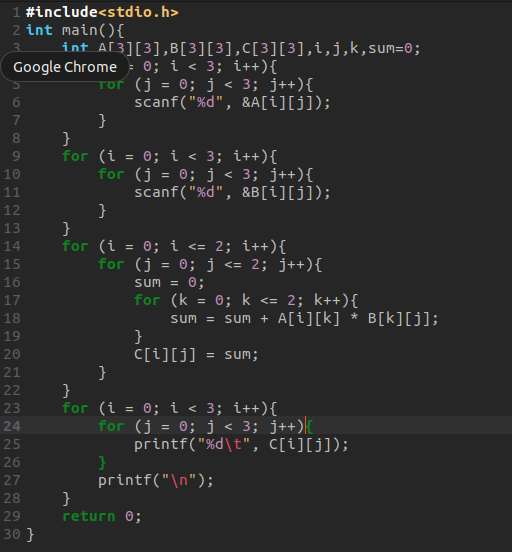 1 #include<stdio.h>
2 int main(){
3     int A[3][3],B[3][3],C[3][3],i,j,k,sum=0;
Google Chrome = 0; i < 3; i++){
5         for (j = 0; j < 3; j++){
6             scanf("%d", &A[i][j]);
7         }
8     }
9     for (i = 0; i < 3; i++){
10         for (j = 0; j < 3; j++){
11             scanf("%d", &B[i][j]);
12         }
13     }
14     for (i = 0; i <= 2; i++){
15         for (j = 0; j <= 2; j++){
16             sum = 0;
17             for (k = 0; k <= 2; k++){
18                 sum = sum + A[i][k] * B[k][j];
19             }
20             C[i][j] = sum;
21         }
22     }
23     for (i = 0; i < 3; i++){
24         for (j = 0; j < 3; j++){
25             printf("%d\t", C[i][j]);
26         }
27         printf("\n");
28     }
29     return 0;
30 }